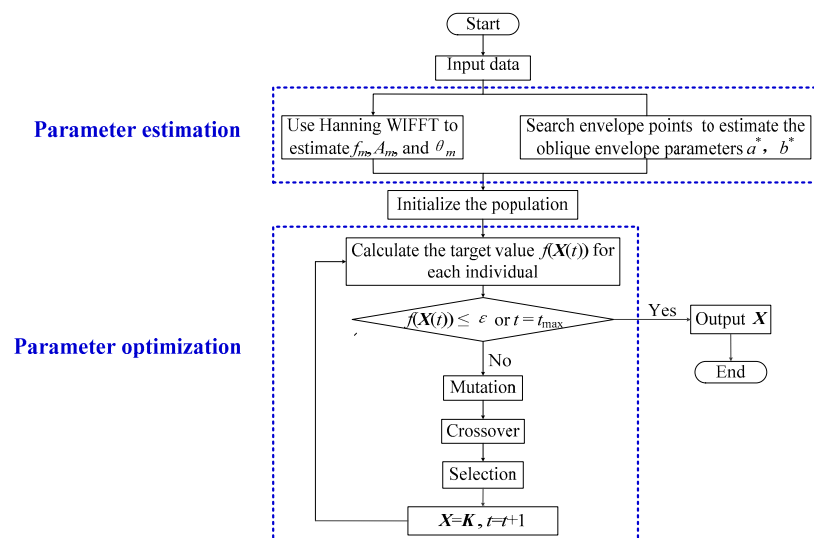 Start
Input data
Parameter estimation
Use Hanning WIFFT to
estimate fm, Am, and θm
Search envelope points to estimate the
oblique envelope parameters a*, b*
Initialize the population
Parameter optimization
Calculate the target value f(X(t)) for
each individual
f(X(t)) ≤ ε or t = tmax
Yes
Output X
End
No
Mutation
Crossover
Selection
X=K, t=t+1